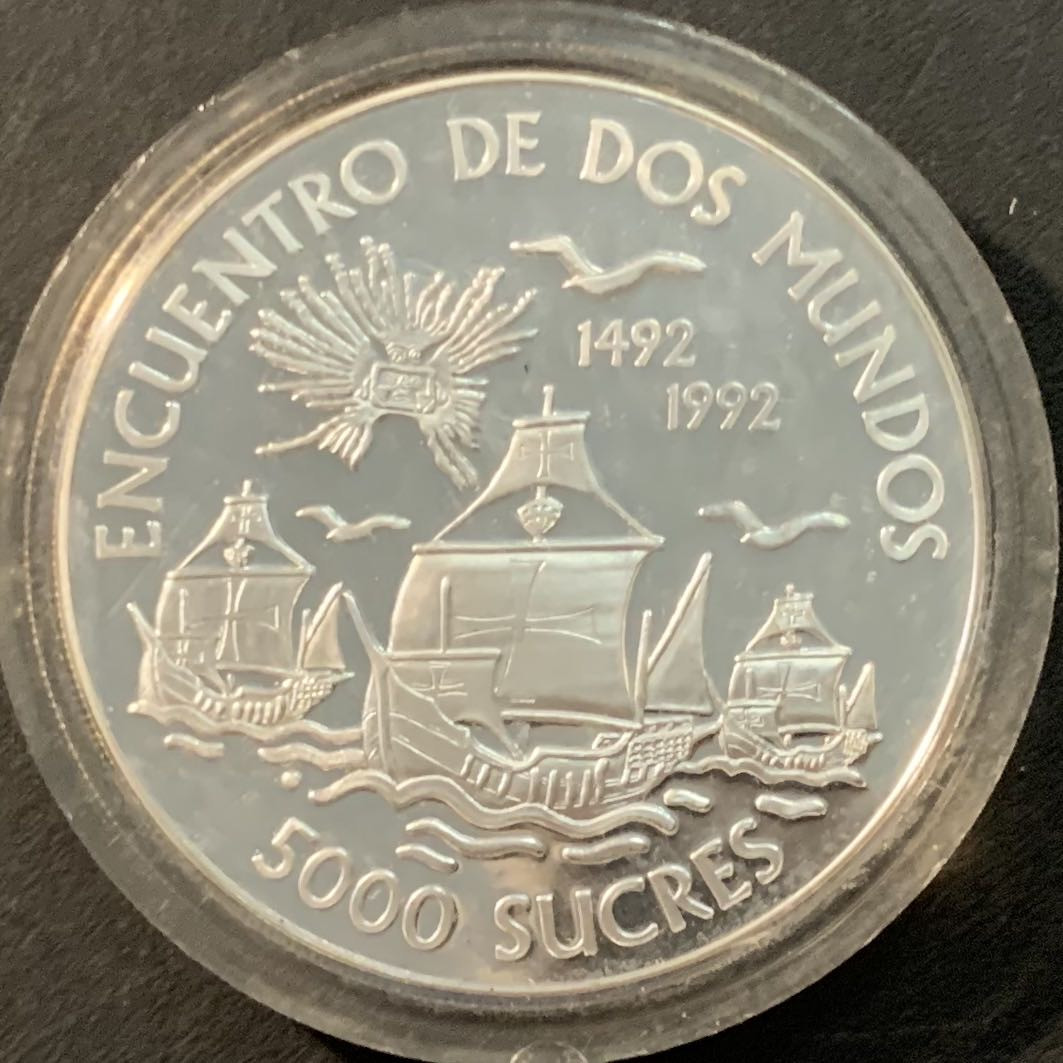 ENCUENTRO DE DOS MUNDOS
1492
1992
5000 SUCRES